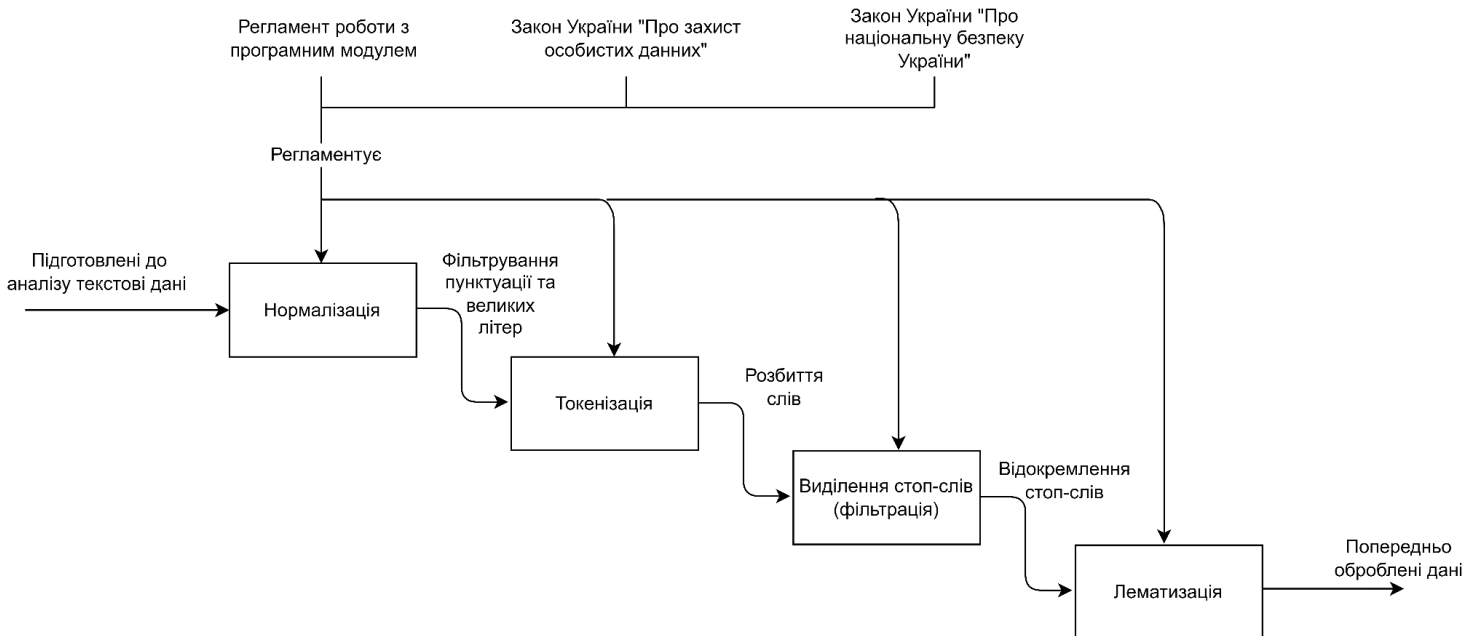 Регламент роботи з
програмним модулем
Закон України "Про захист
особистих данних"
Закон України "Про
національну безпеку
України"
Регламентує
Підготовлені до
аналізу текстові дані
Нормалізація
Фільтрування
пунктуації та
великих
літер
Токенізація
Розбиття
слів
Виділення стоп-слів
(фільтрація)
Відокремлення
стоп-слів
Лематизація
Попередньо
оброблені дані